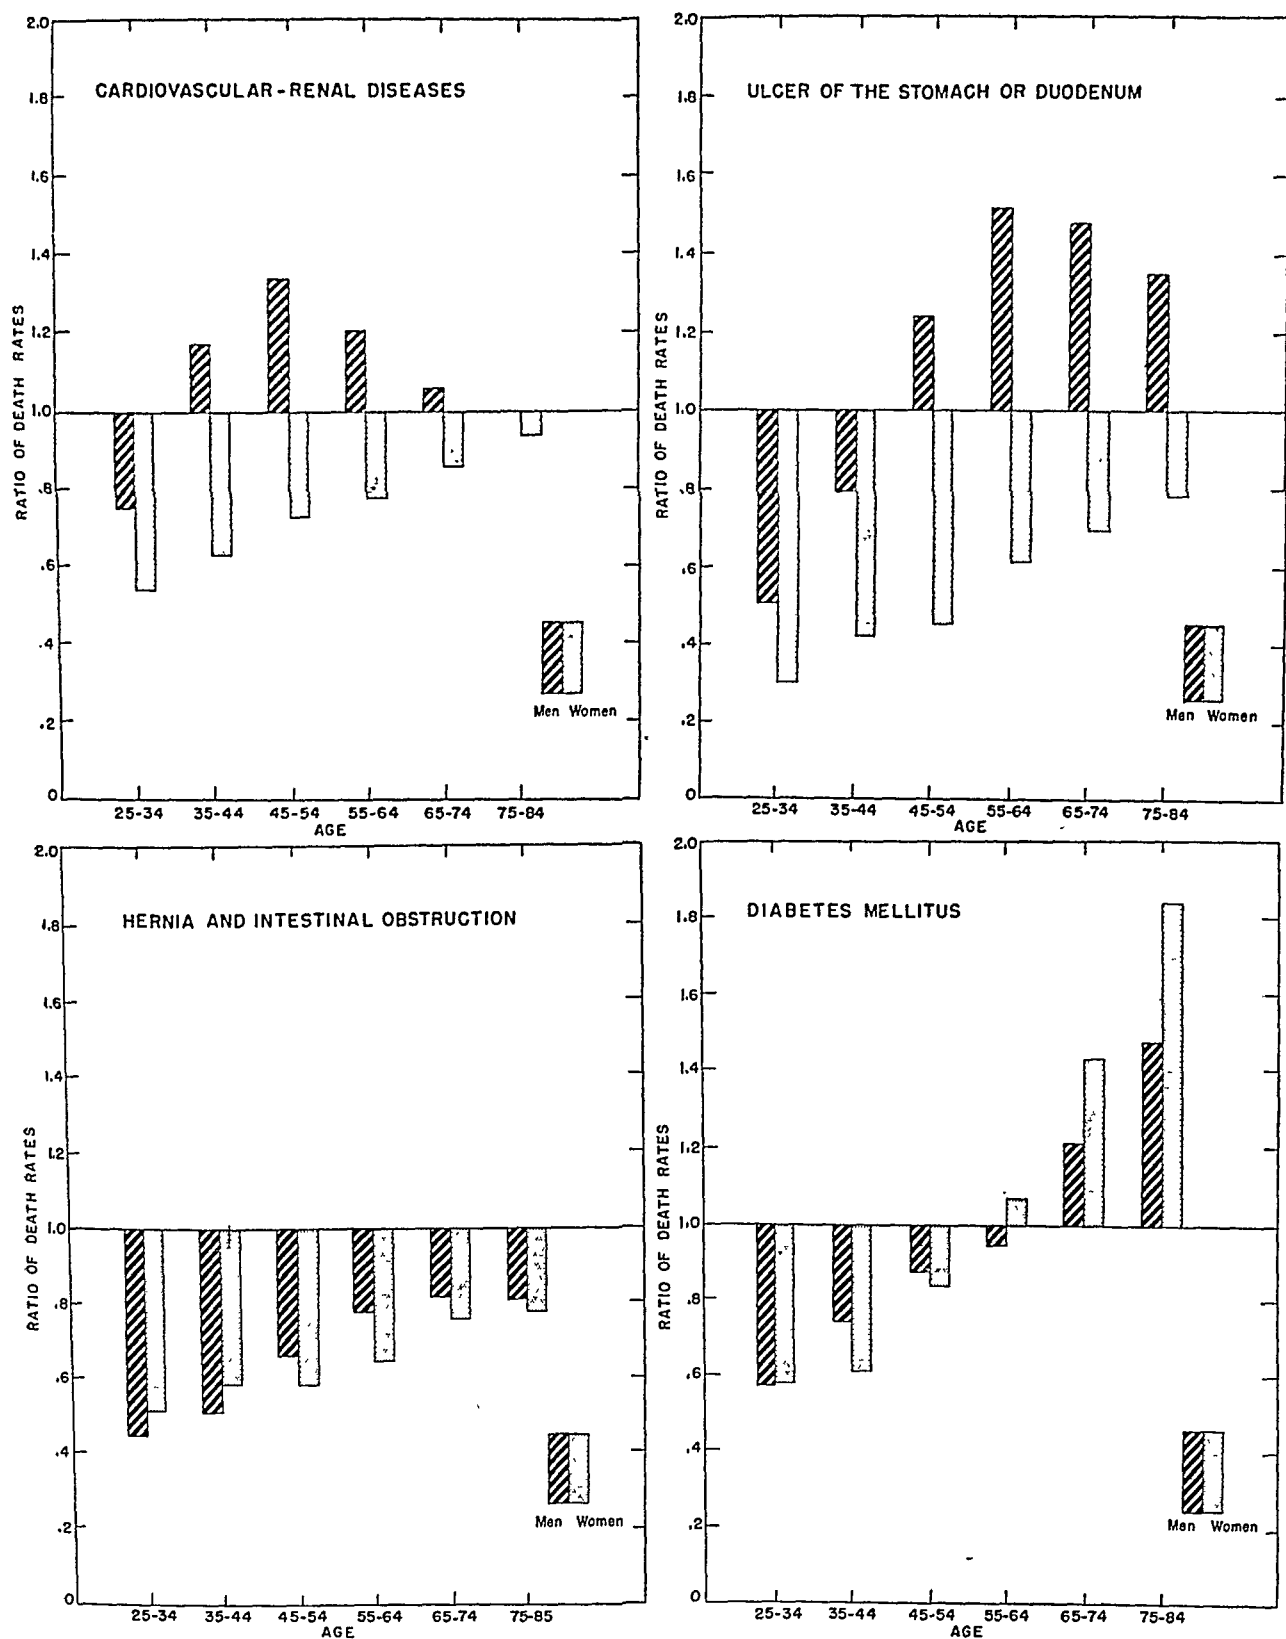 CARDIOVASCULAR-RENAL DISEASES
2.0
1.8
1.6
1.4
1.2
1.0
.8
.6
.4
.2
0
RATIO OF DEATH RATES
Men Women
25-34 35-44 45-54 55-64 65-74 75-84
AGE
ULCER OF THE STOMACH OR DUODENUM
2.0
1.8
1.6
1.4
1.2
1.0
.8
.6
.4
.2
0
RATIO OF DEATH RATES
Men Women
25-34 35-44 45-54 55-64 65-74 75-84
AGE
HERNIA AND INTESTINAL OBSTRUCTION
2.0
1.8
1.6
1.4
1.2
1.0
.8
.6
.4
.2
0
RATIO OF DEATH RATES
Men Women
25-34 35-44 45-54 55-64 65-74 75-85
AGE
DIABETES MELLITUS
2.0
1.8
1.6
1.4
1.2
1.0
.8
.6
.4
.2
0
RATIO OF DEATH RATES
Men Women
25-34 35-44 45-54 55-64 65-74 75-84
AGE